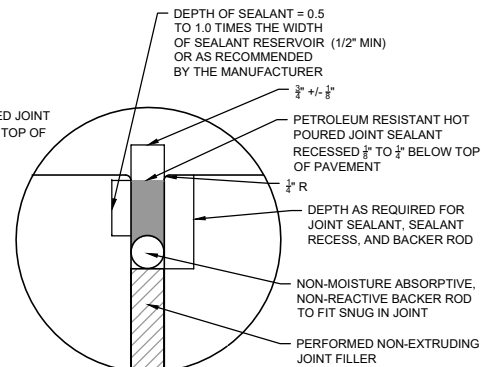 DEPTH OF SEALANT = 0.5
TO 1.0 TIMES THE WIDTH
OF SEALANT RESERVOIR (1/2" MIN)
OR AS RECOMMENDED
BY THE MANUFACTURER
3/4" +/- 1/8"
ED JOINT
TOP OF
PETROLEUM RESISTANT HOT
POURED JOINT SEALANT
RECESSED 1/8" TO 1/4" BELOW TOP
OF PAVEMENT
1/4" R
DEPTH AS REQUIRED FOR
JOINT SEALANT, SEALANT
RECESS, AND BACKER ROD
NON-MOISTURE ABSORPTIVE,
NON-REACTIVE BACKER ROD
TO FIT SNUG IN JOINT
PERFORMED NON-EXTRUDING
JOINT FILLER